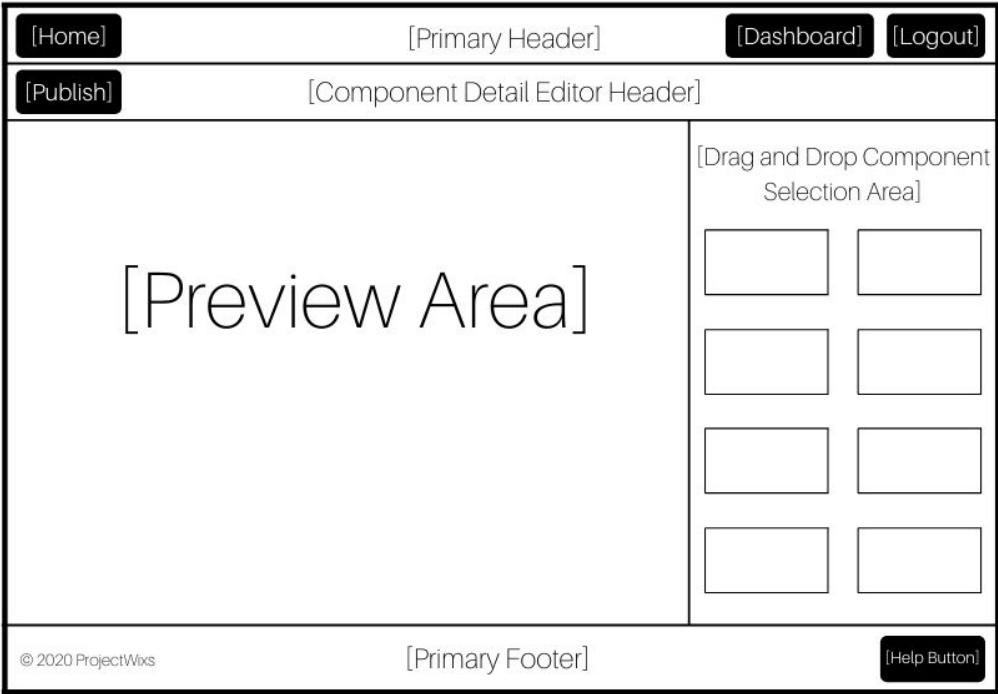 [Home]
[Primary Header]
[Dashboard]
[Logout]
[Publish]
[Component Detail Editor Header]
[Preview Area]
[Drag and Drop Component
Selection Area]
© 2020 ProjectWixs
[Primary Footer]
[Help Button]